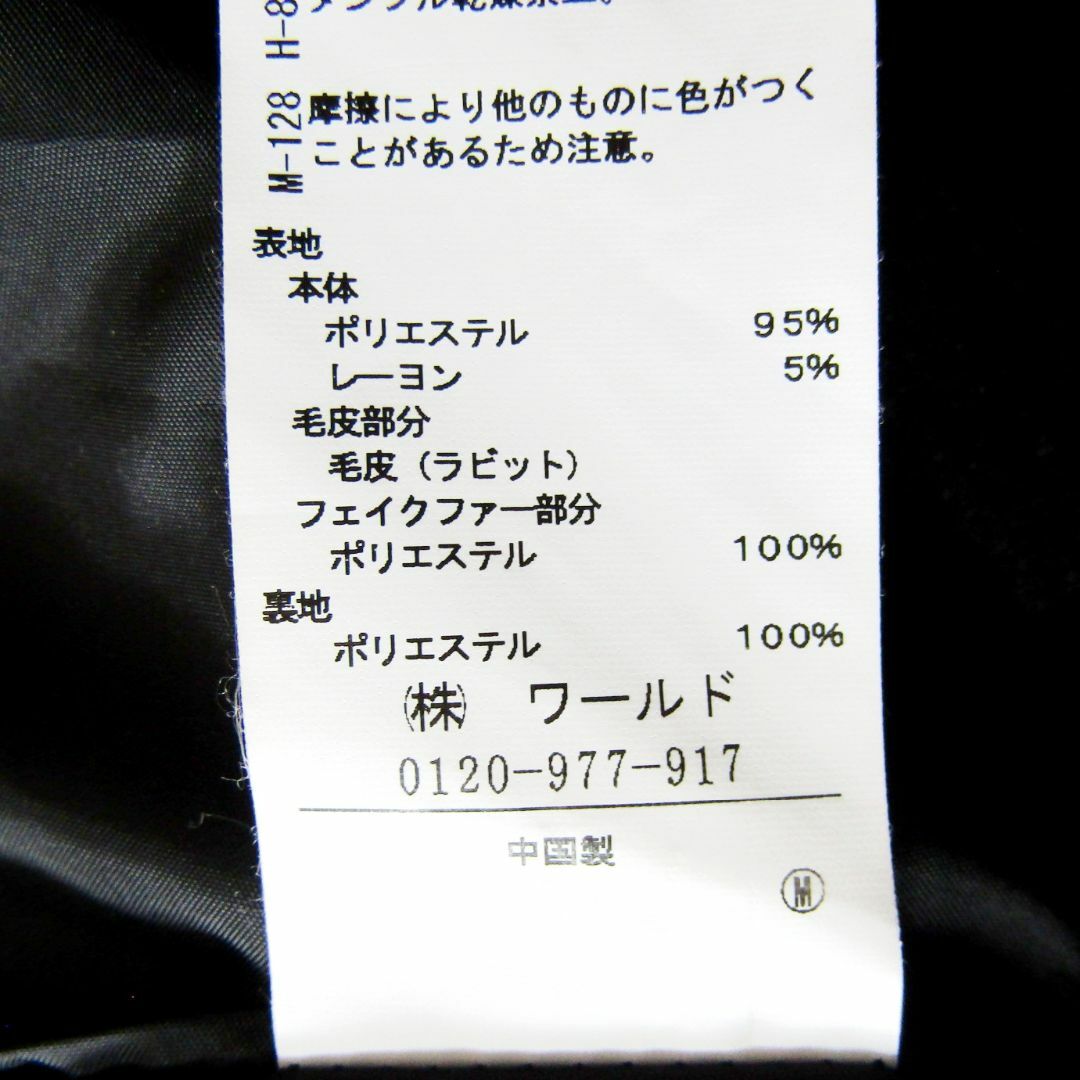 H-8
M-128
摩擦により他のものに色がつく
ことがあるため注意。
表地
本体
ポリエステル 95%
レーヨン 5%
毛皮部分
毛皮（ラビット）
フェイクファー部分
ポリエステル 100%
裏地
ポリエステル 100%
㈱ ワールド
0120-977-917
中国製
Ⓜ